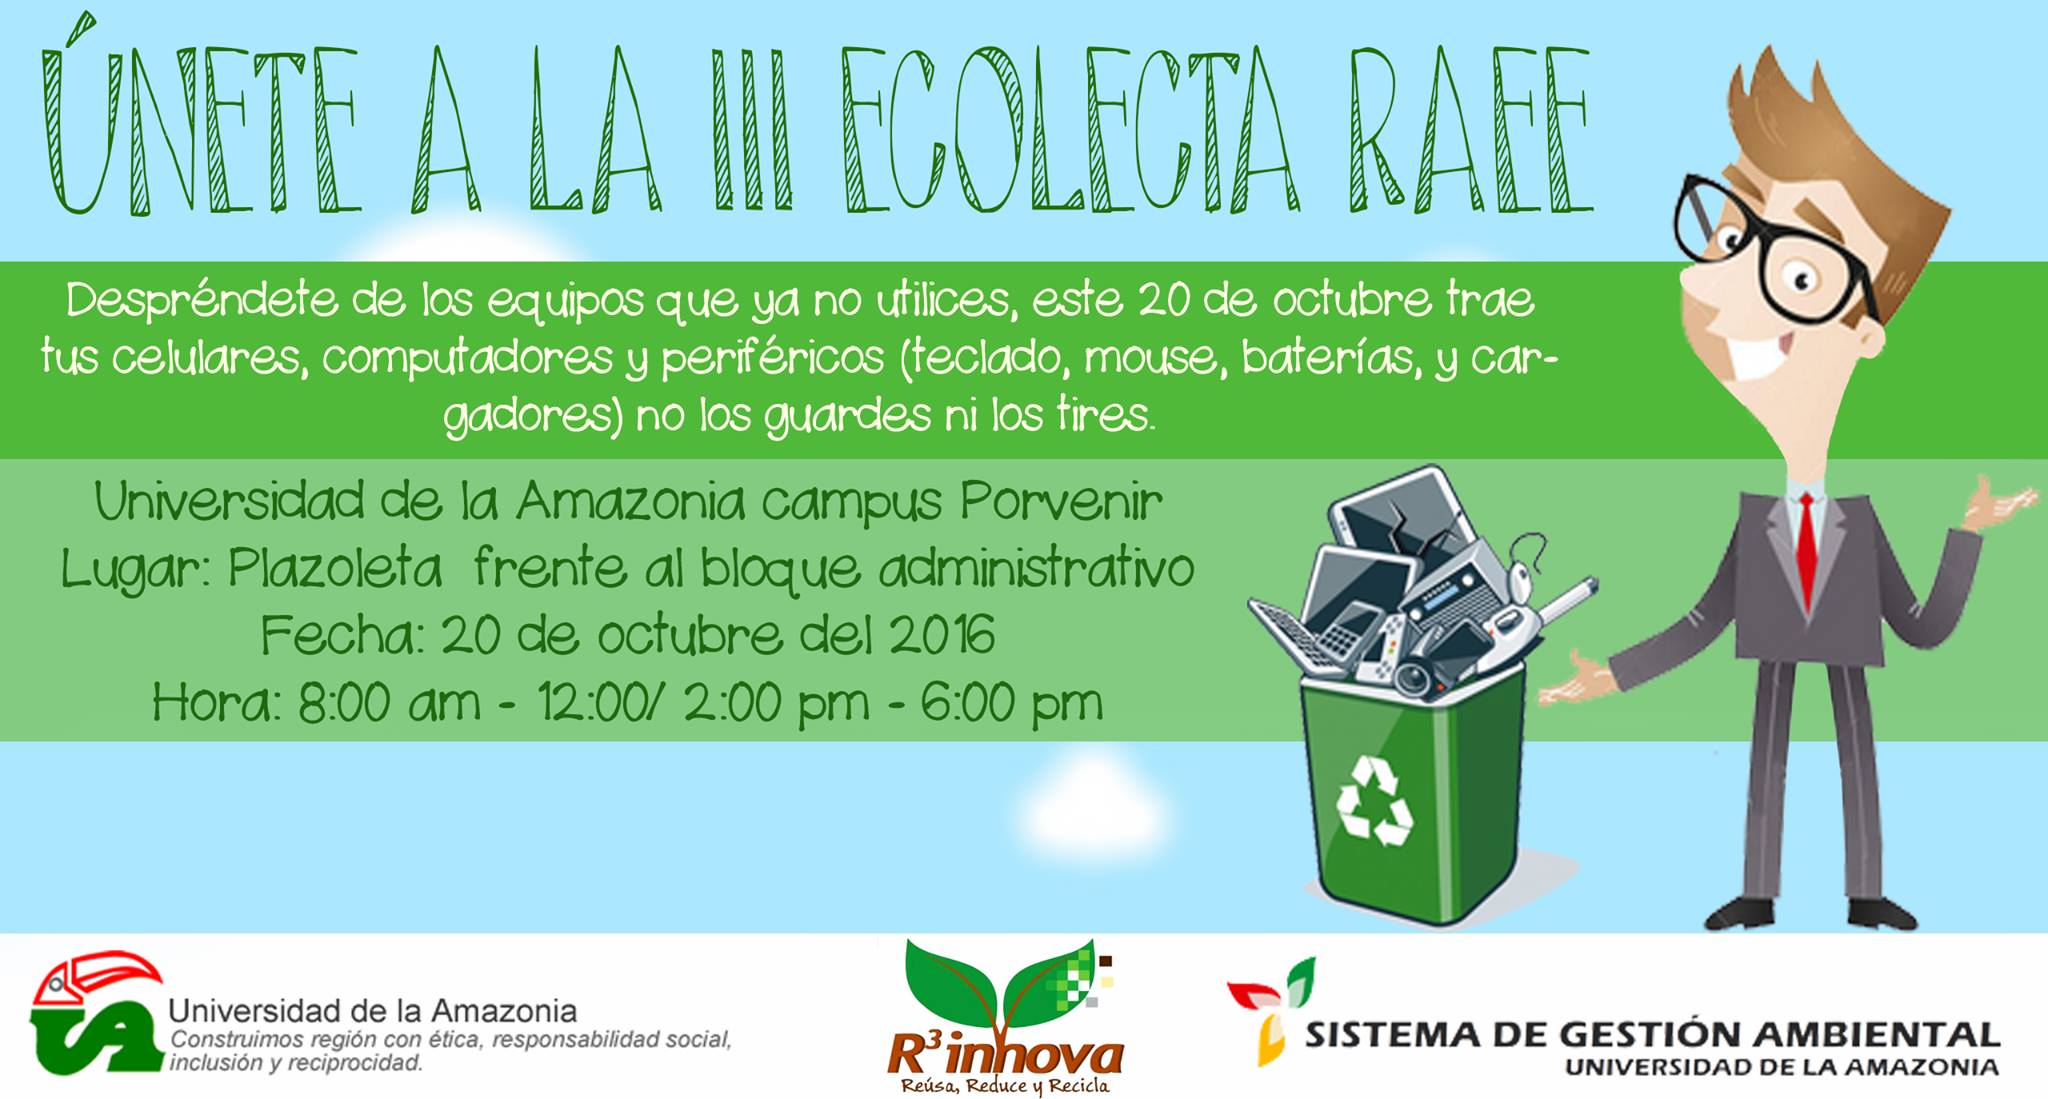 ÚNETE A LA III ECOLECTA RAEE
Despréndete de los equipos que ya no utilices, este 20 de octubre trae
tus celulares, computadores y periféricos (teclado, mouse, baterías, y car-
gadores) no los guardes ni los tires.
Universidad de la Amazonia campus Porvenir
Lugar: Plazoleta frente al bloque administrativo
Fecha: 20 de octubre del 2016
Hora: 8:00 am - 12:00/ 2:00 pm - 6:00 pm
Universidad de la Amazonia
Construimos región con ética, responsabilidad social,
inclusión y reciprocidad.
R³innova
Reúsa, Reduce y Recicla
SISTEMA DE GESTIÓN AMBIENTAL
UNIVERSIDAD DE LA AMAZONIA